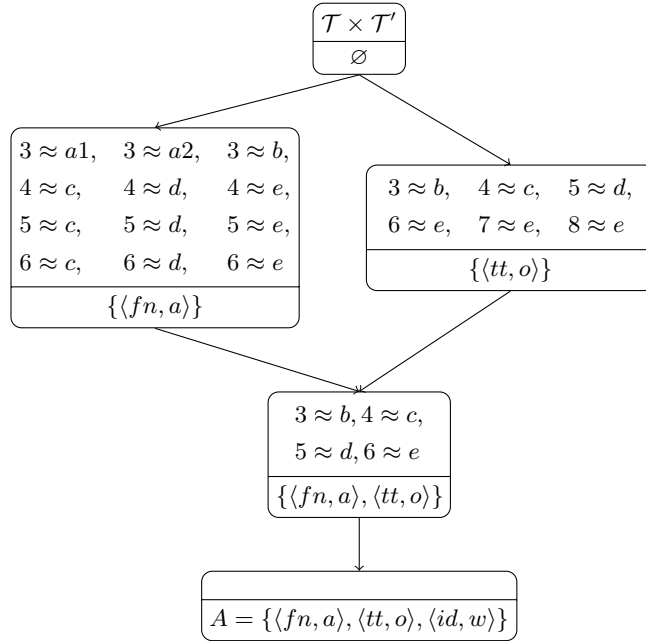 𝒯 × 𝒯′
∅
3 ≈ a1, 3 ≈ a2, 3 ≈ b,
4 ≈ c, 4 ≈ d, 4 ≈ e,
5 ≈ c, 5 ≈ d, 5 ≈ e,
6 ≈ c, 6 ≈ d, 6 ≈ e
{⟨fn, a⟩}
3 ≈ b, 4 ≈ c, 5 ≈ d,
6 ≈ e, 7 ≈ e, 8 ≈ e
{⟨tt, o⟩}
3 ≈ b, 4 ≈ c,
5 ≈ d, 6 ≈ e
{⟨fn, a⟩, ⟨tt, o⟩}
A = {⟨fn, a⟩, ⟨tt, o⟩, ⟨id, w⟩}